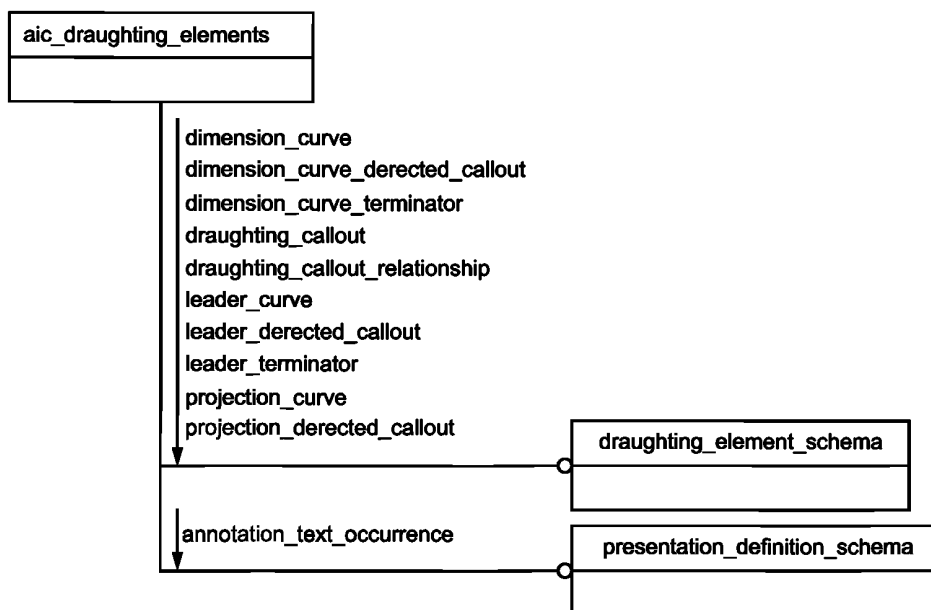 aic_draughting_elements
dimension_curve
dimension_curve_derected_callout
dimension_curve_terminator
draughting_callout
draughting_callout_relationship
leader_curve
leader_derected_callout
leader_terminator
projection_curve
projection_derected_callout
draughting_element_schema
annotation_text_occurrence
presentation_definition_schema